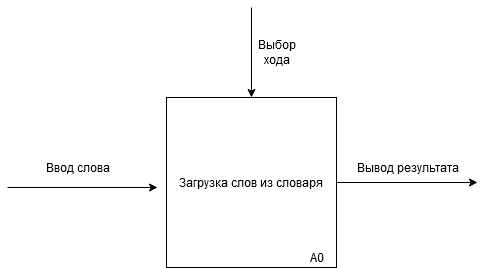 Выбор
хода
Ввод слова
Загрузка слов из словаря
Вывод результата
A0